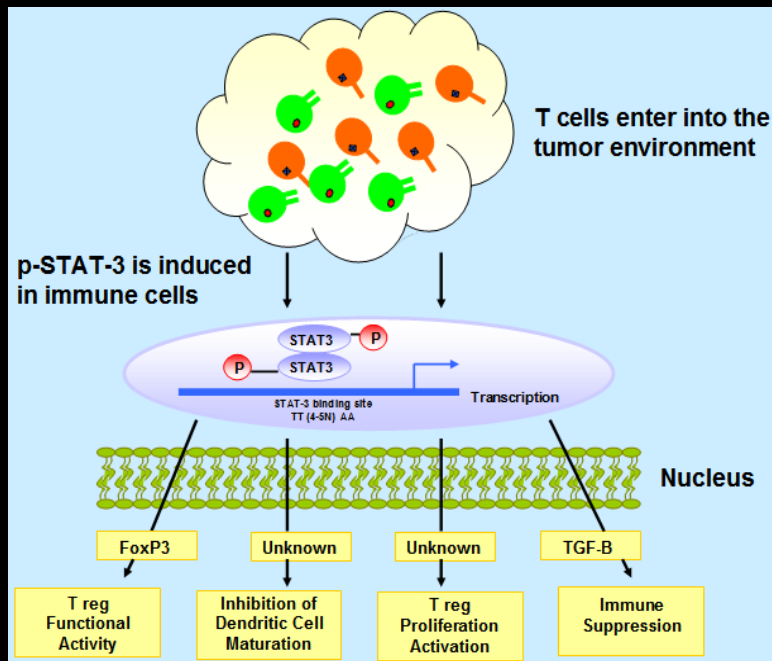 T cells enter into the
tumor environment
p-STAT-3 is induced
in immune cells
STAT3
P
P
STAT3
STAT-3 binding site
TT (4-5N) AA
Transcription
Nucleus
FoxP3
Unknown
Unknown
TGF-B
T reg
Functional
Activity
Inhibition of
Dendritic Cell
Maturation
T reg
Proliferation
Activation
Immune
Suppression